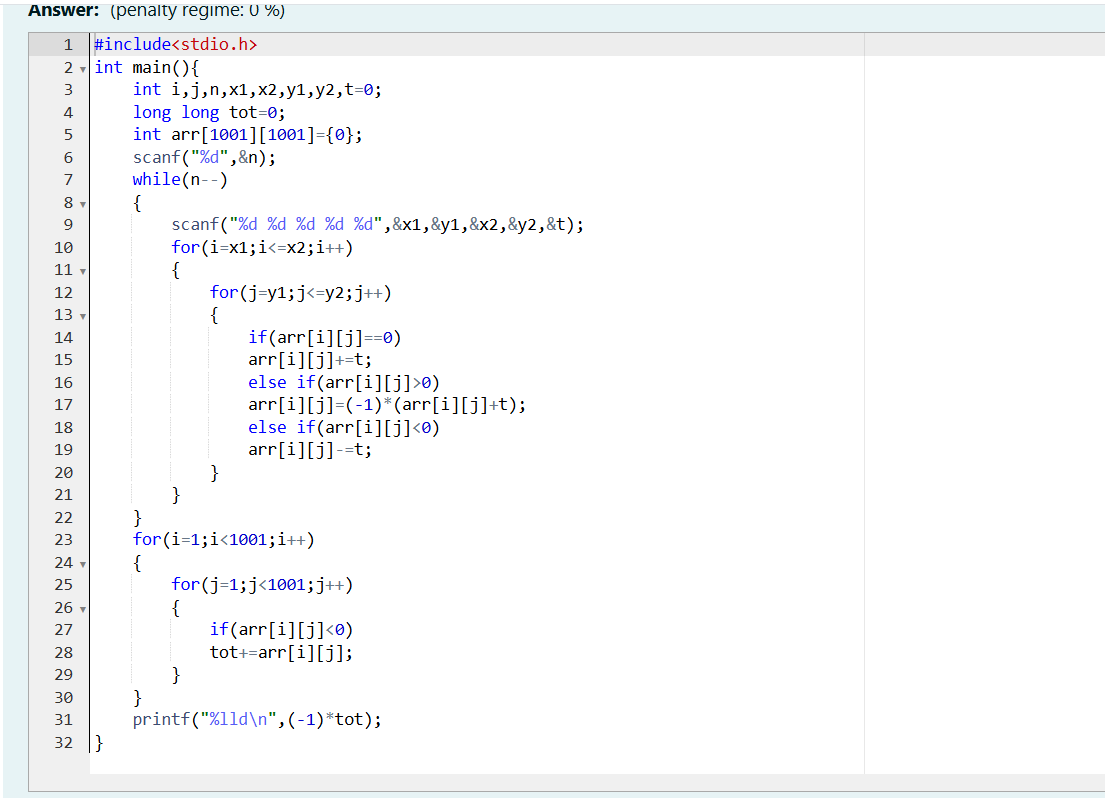 Answer: (penalty regime: 0 %)
1 #include<stdio.h>
2 int main(){
3     int i,j,n,x1,x2,y1,y2,t=0;
4     long long tot=0;
5     int arr[1001][1001]={0};
6     scanf("%d",&n);
7     while(n--)
8     {
9         scanf("%d %d %d %d %d",&x1,&y1,&x2,&y2,&t);
10         for(i=x1;i<=x2;i++)
11         {
12             for(j=y1;j<=y2;j++)
13             {
14                 if(arr[i][j]==0)
15                 arr[i][j]+=t;
16                 else if(arr[i][j]>0)
17                 arr[i][j]=(-1)*(arr[i][j]+t);
18                 else if(arr[i][j]<0)
19                 arr[i][j]-=t;
20             }
21         }
22     }
23     for(i=1;i<1001;i++)
24     {
25         for(j=1;j<1001;j++)
26         {
27             if(arr[i][j]<0)
28             tot+=arr[i][j];
29         }
30     }
31     printf("%lld\n",(-1)*tot);
32 }